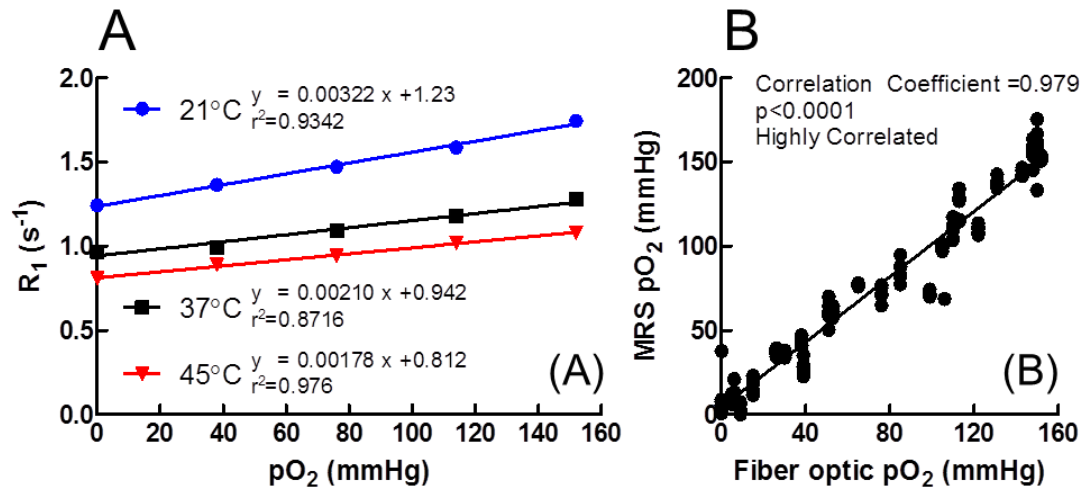 A
2.0
1.5
1.0
0.5
0.0
R₁ (s⁻¹)
21°C y = 0.00322 x +1.23
r²=0.9342
37°C y = 0.00210 x +0.942
r²=0.8716
45°C y = 0.00178 x +0.812
r²=0.976
(A)
0 20 40 60 80 100 120 140 160
pO₂ (mmHg)
B
200
150
100
50
0
MRS pO₂ (mmHg)
Correlation Coefficient =0.979
p<0.0001
Highly Correlated
(B)
0 40 80 120 160
Fiber optic pO₂ (mmHg)